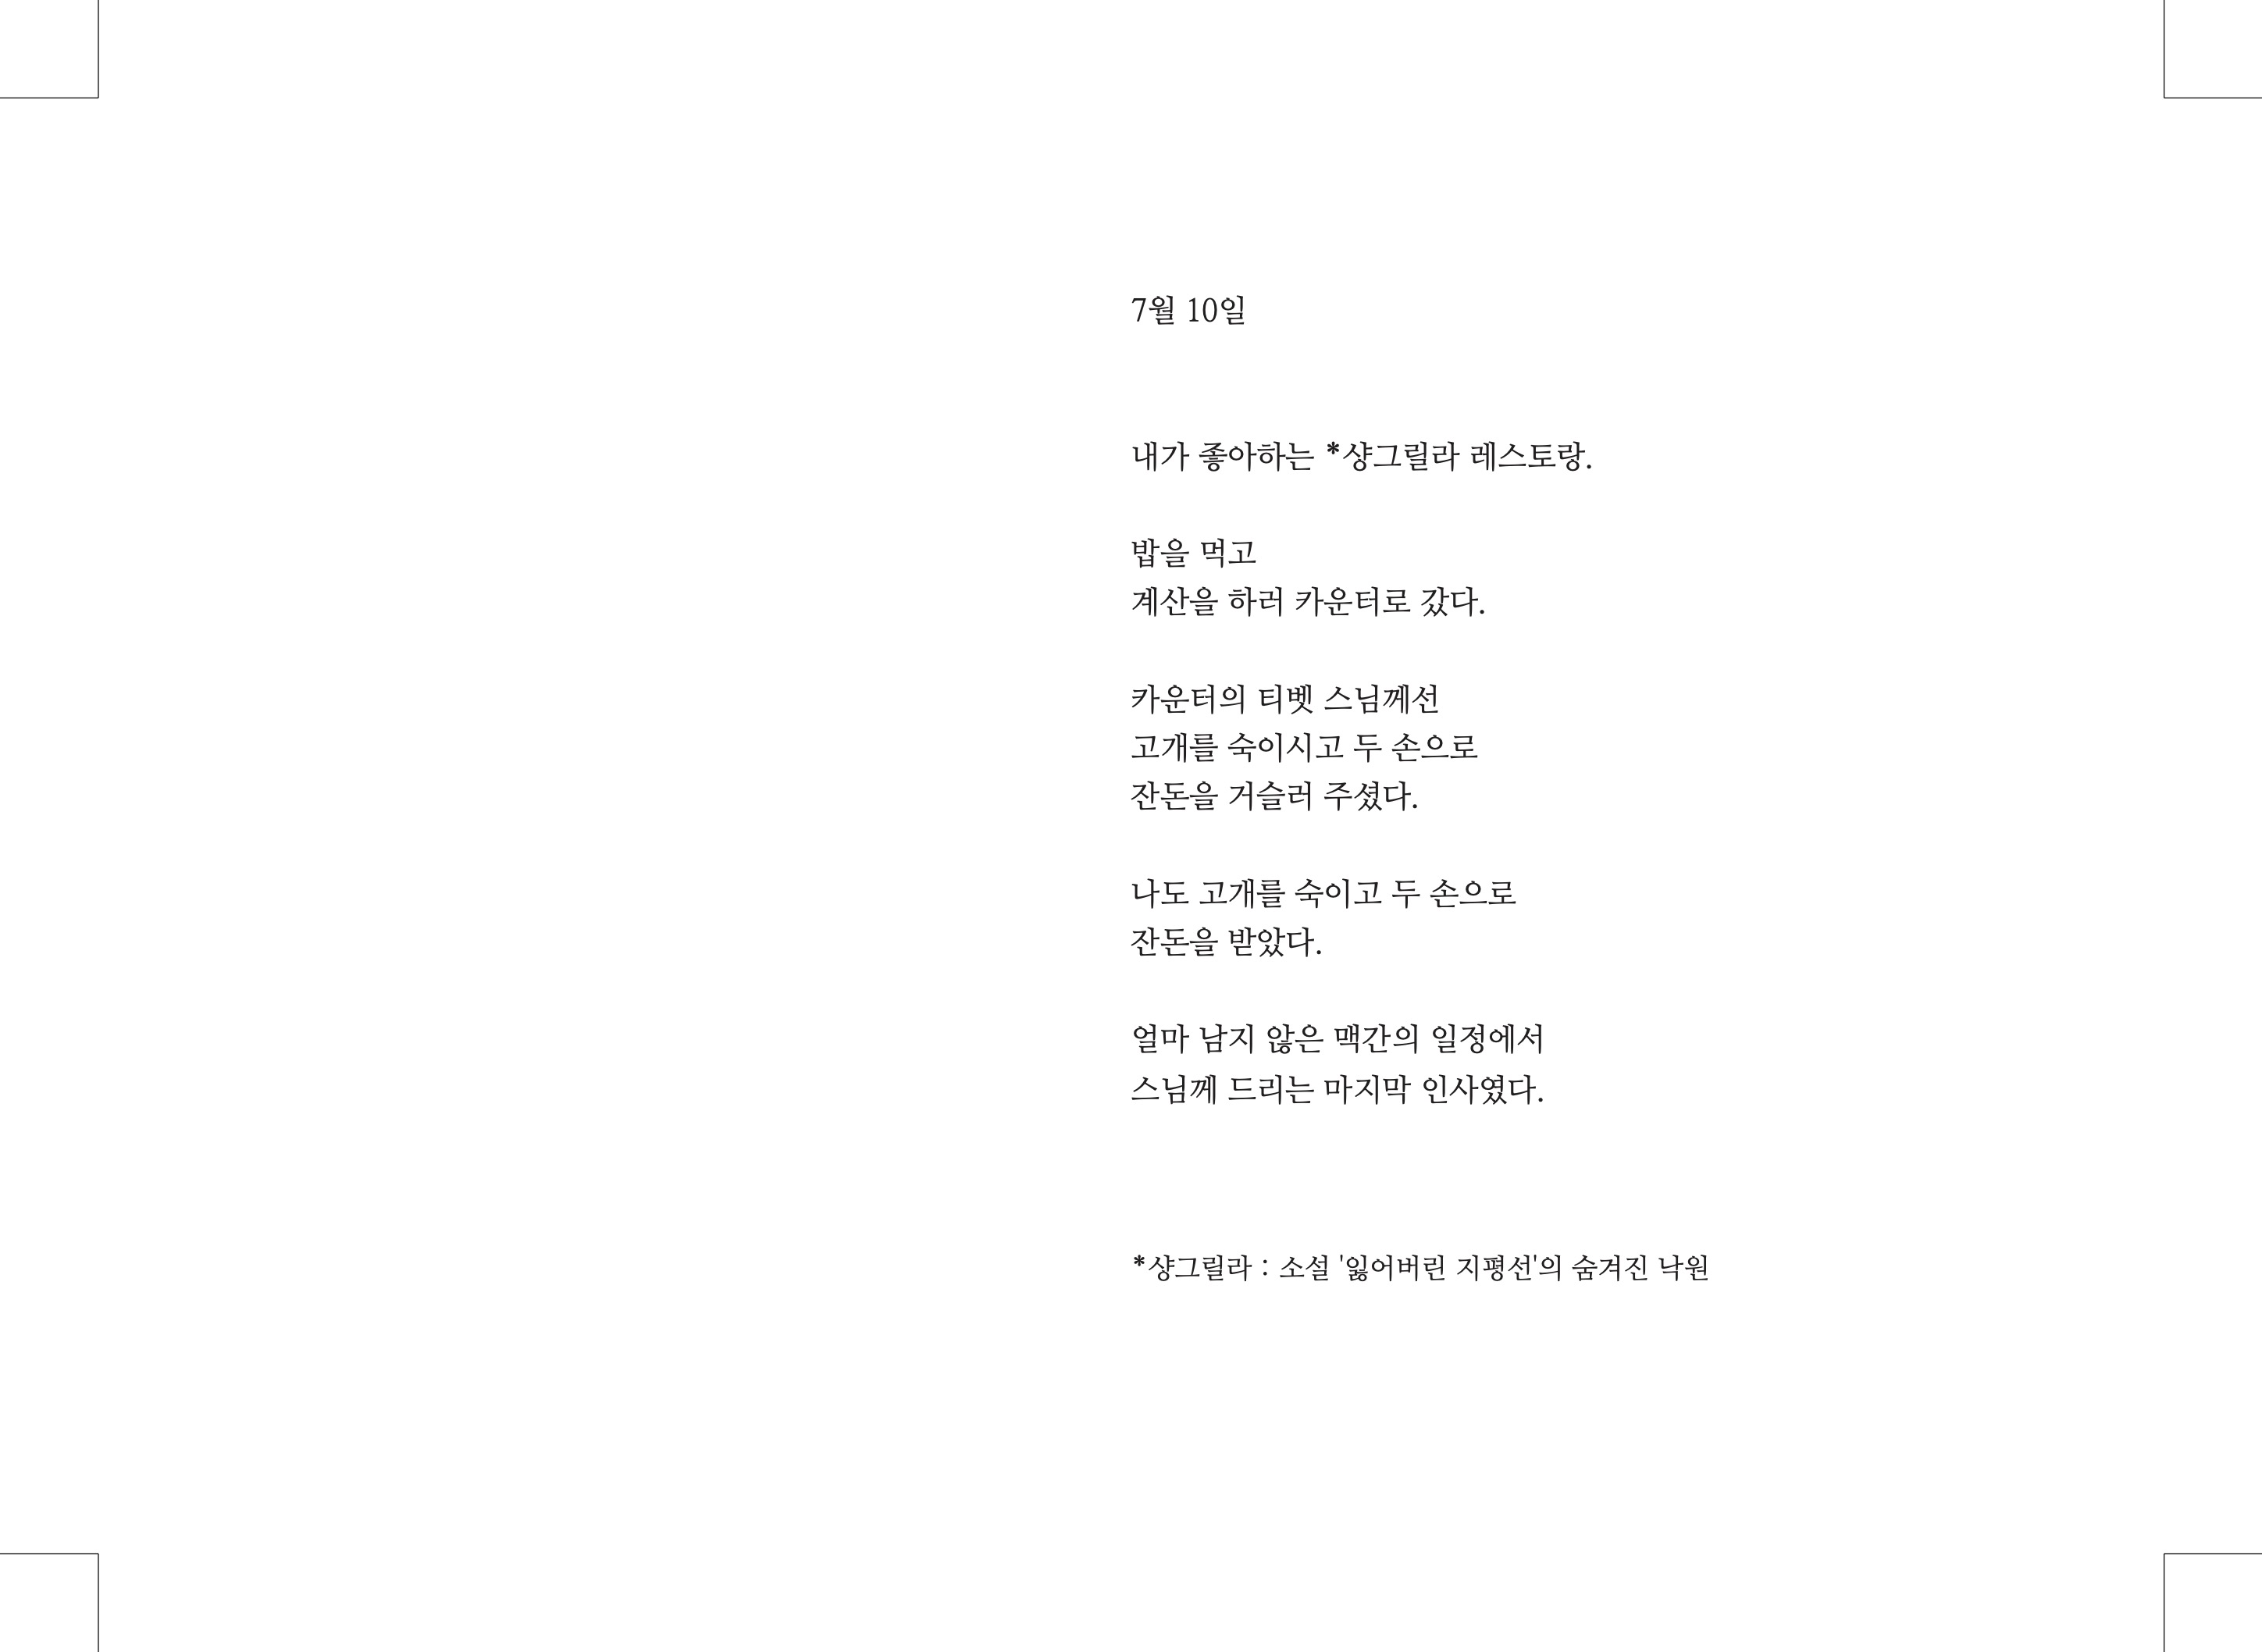 7월 10일
내가 좋아하는 *샹그릴라 레스토랑.
밥을 먹고
계산을 하러 카운터로 갔다.
카운터의 티벳 스님께선
고개를 숙이시고 두 손으로
잔돈을 거슬러 주셨다.
나도 고개를 숙이고 두 손으로
잔돈을 받았다.
얼마 남지 않은 맥간의 일정에서
스님께 드리는 마지막 인사였다.
*샹그릴라 : 소설 '잃어버린 지평선'의 숨겨진 낙원